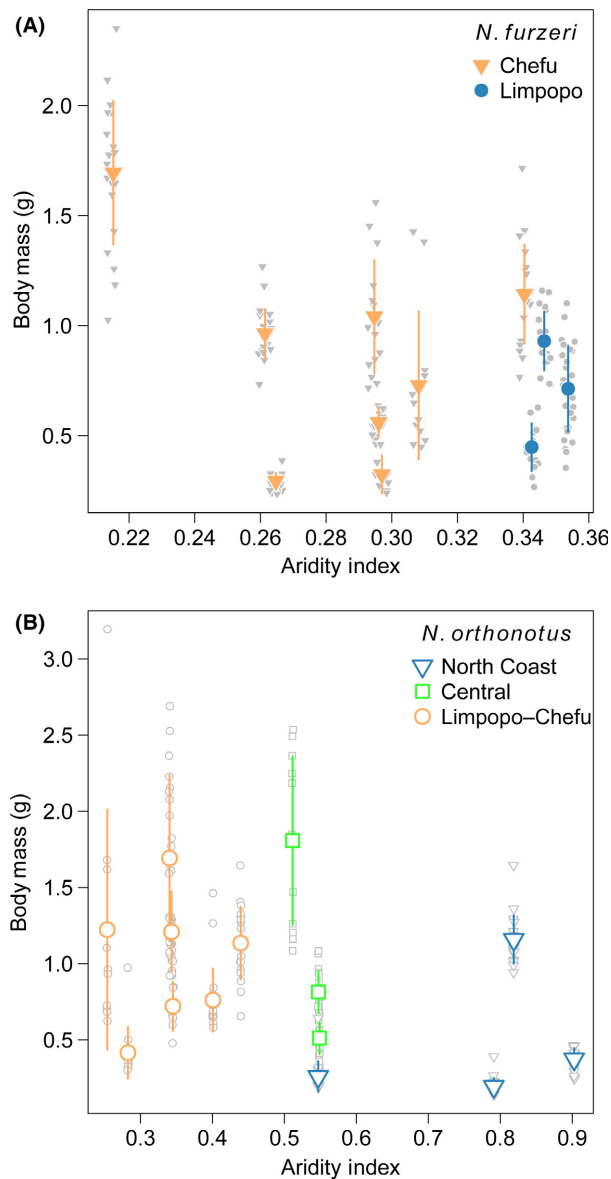 (A)
N. furzeri
Chefu
Limpopo
2.0
1.5
1.0
0.5
Body mass (g)
0.22 0.24 0.26 0.28 0.30 0.32 0.34 0.36
Aridity index
(B)
N. orthonotus
North Coast
Central
Limpopo–Chefu
3.0
2.5
2.0
1.5
1.0
0.5
Body mass (g)
0.3 0.4 0.5 0.6 0.7 0.8 0.9
Aridity index